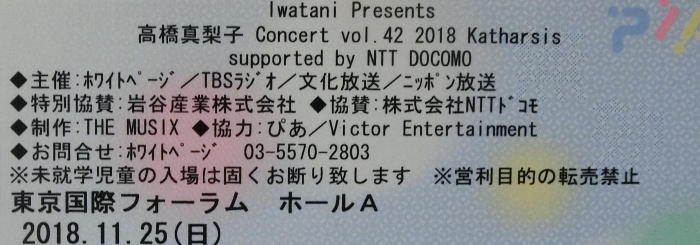 Iwatani Presents
高橋真梨子 Concert vol.42 2018 Katharsis
supported by NTT DOCOMO
◆主催:ﾎﾜｲﾄﾍﾟｰｼﾞ／TBSﾗｼﾞｵ／文化放送／ﾆｯﾎﾟﾝ放送
◆特別協賛:岩谷産業株式会社 ◆協賛:株式会社NTTﾄﾞｺﾓ
◆制作:THE MUSIX ◆協力:ぴあ／Victor Entertainment
◆お問合せ:ﾎﾜｲﾄﾍﾟｰｼﾞ 03-5570-2803
※未就学児童の入場は固くお断り致します ※営利目的の転売禁止
東京国際フォーラム ホールＡ
2018.11.25(日)